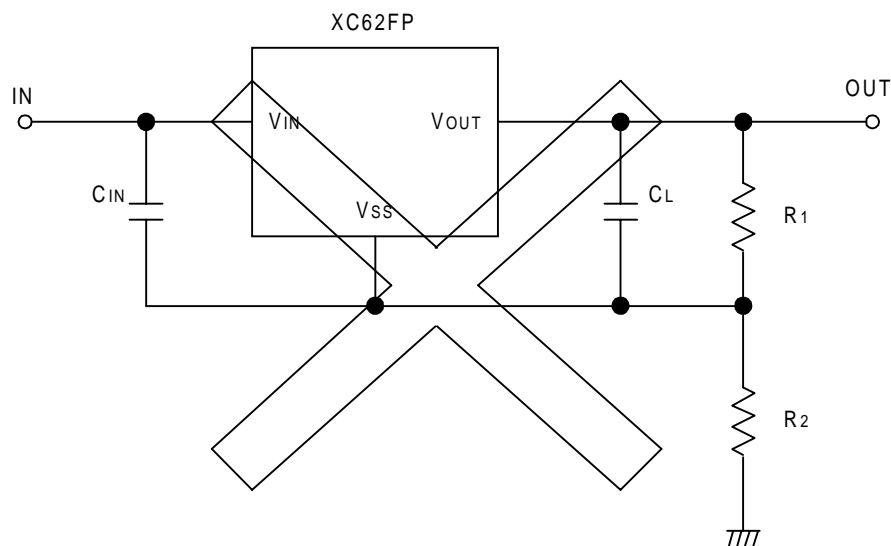 XC62FP
IN
OUT
VIN
VOUT
CIN
VSS
CL
R1
R2